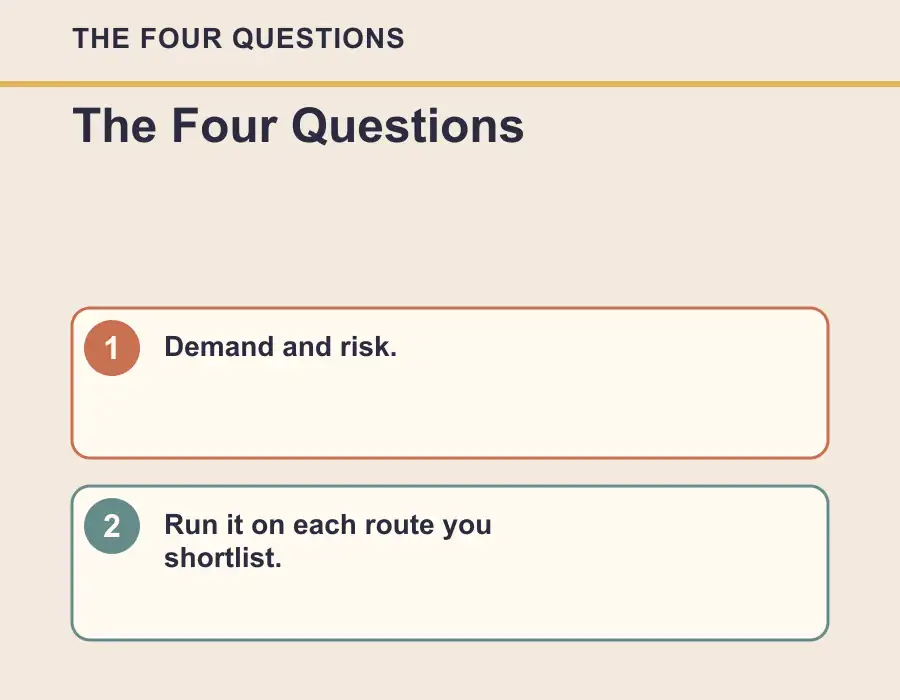 THE FOUR QUESTIONS
The Four Questions
1
Demand and risk.
2
Run it on each route you
shortlist.